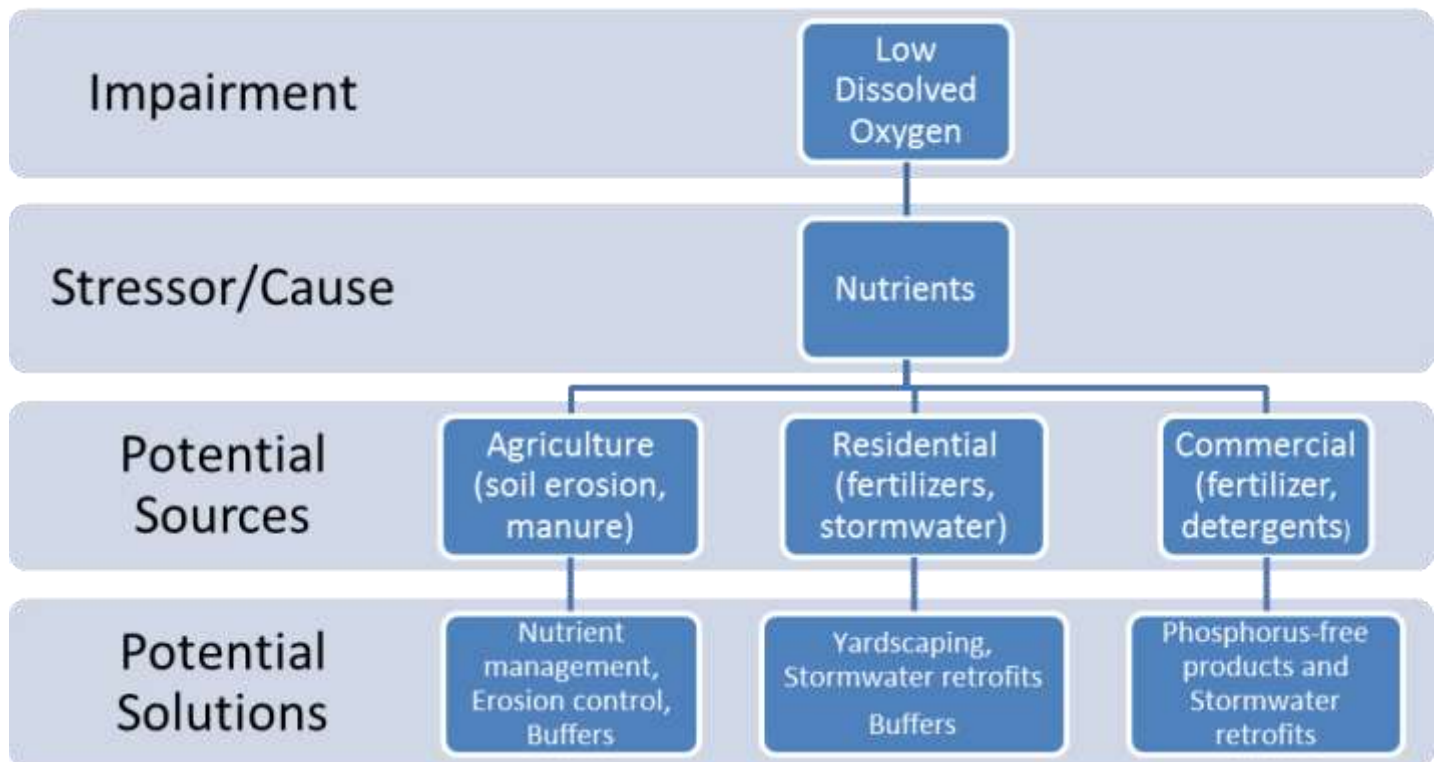 Impairment
Low
Dissolved
Oxygen
Stressor/Cause
Nutrients
Potential
Sources
Agriculture
(soil erosion,
manure)
Residential
(fertilizers,
stormwater)
Commercial
(fertilizer,
detergents)
Potential
Solutions
Nutrient
management,
Erosion control,
Buffers
Yardscaping,
Stormwater retrofits
Buffers
Phosphorus-free
products and
Stormwater
retrofits